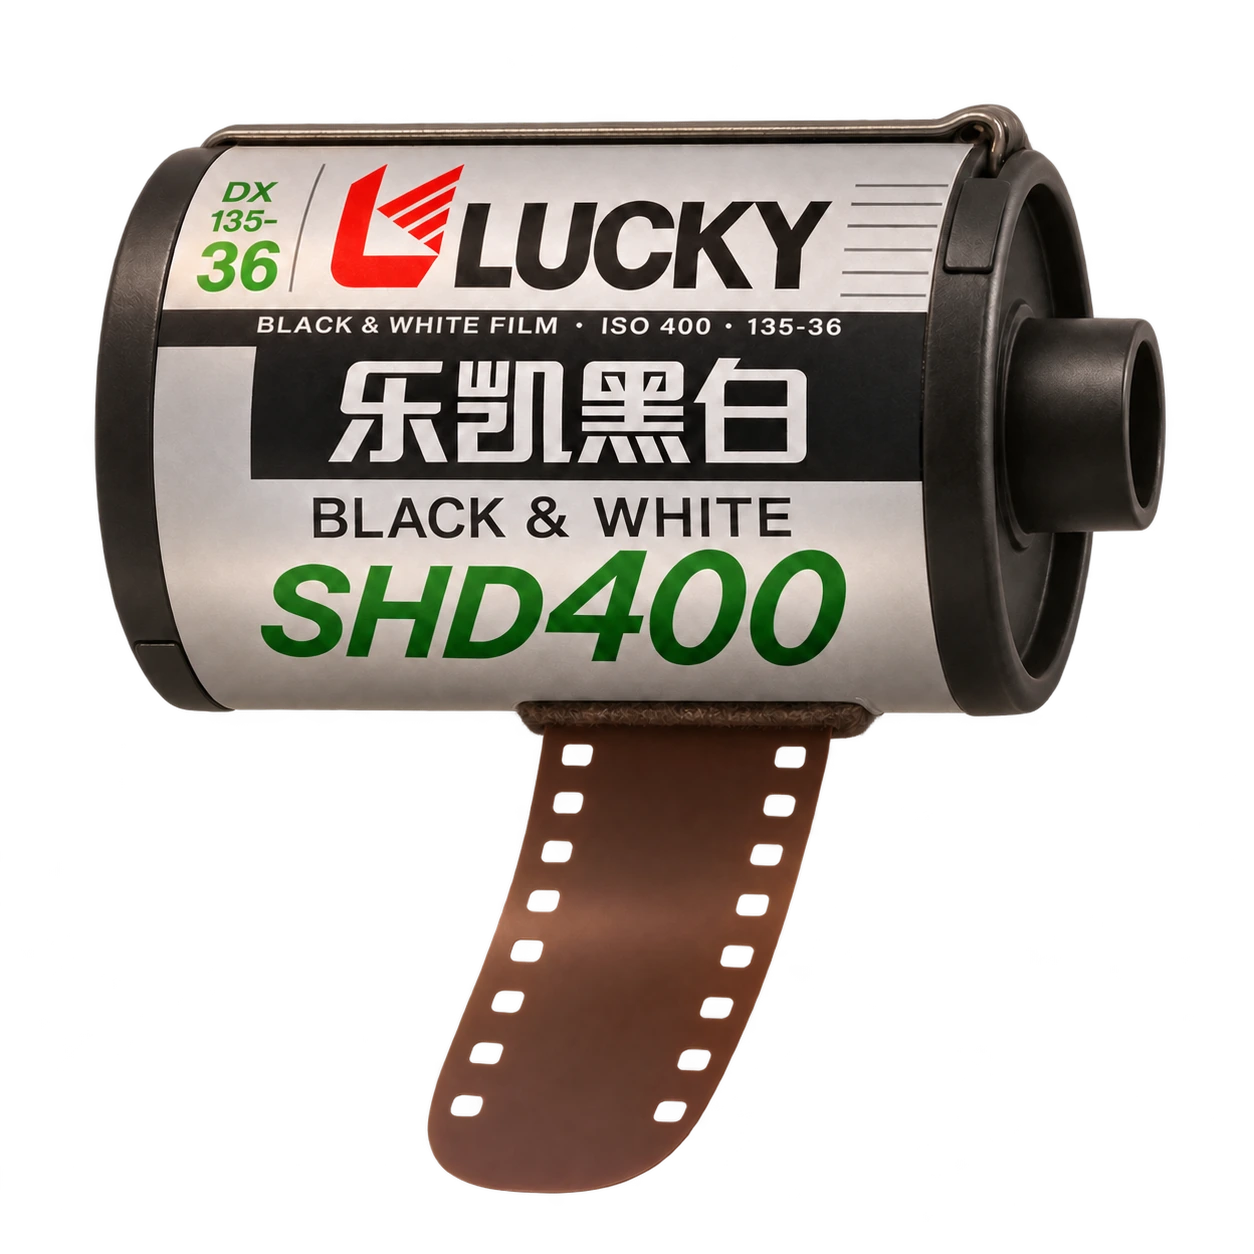 DX
135-
36
LUCKY
BLACK & WHITE FILM · ISO 400 · 135-36
乐凯黑白
BLACK & WHITE
SHD400